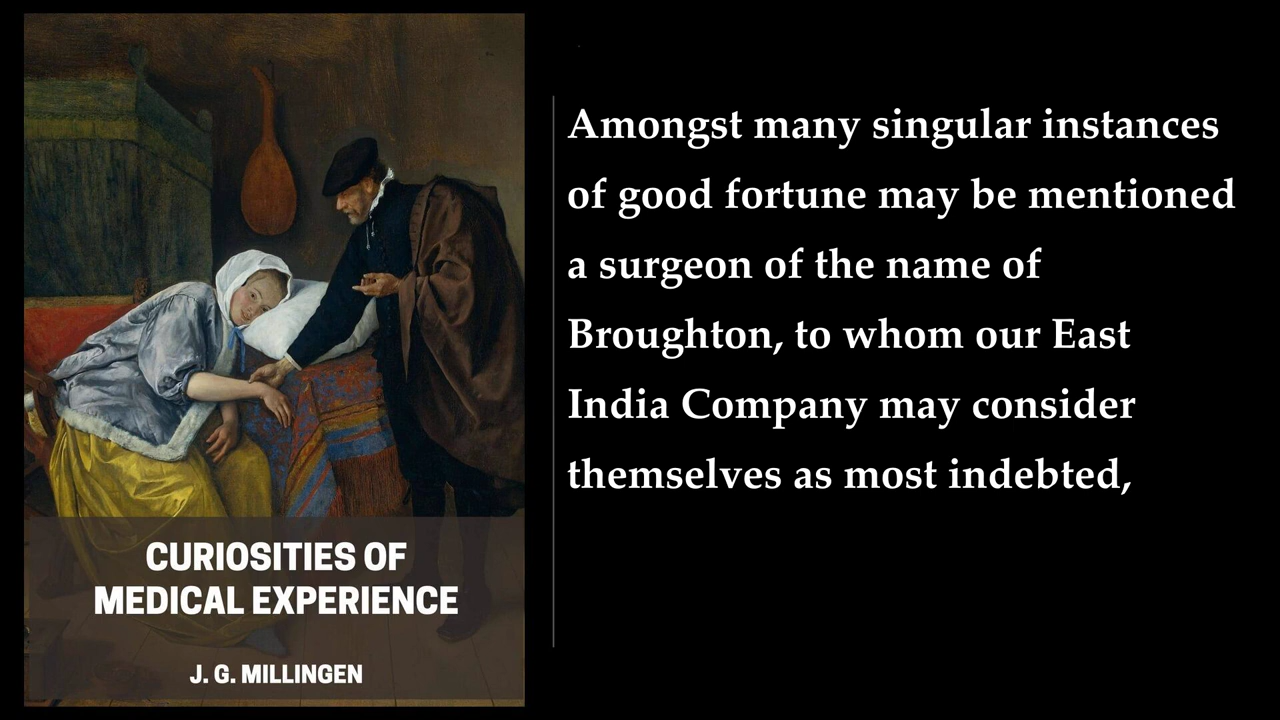 Amongst many singular instances
of good fortune may be mentioned
a surgeon of the name of
Broughton, to whom our East
India Company may consider
themselves as most indebted,
CURIOSITIES OF
MEDICAL EXPERIENCE
J. G. MILLINGEN